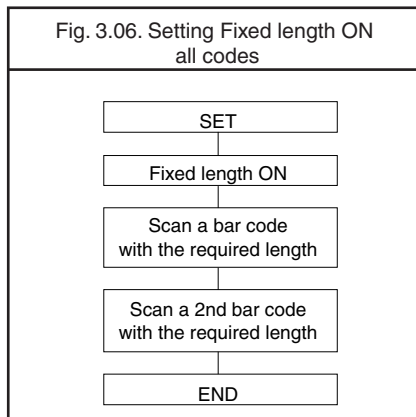 Fig. 3.06. Setting Fixed length ON
all codes
SET
Fixed length ON
Scan a bar code
with the required length
Scan a 2nd bar code
with the required length
END